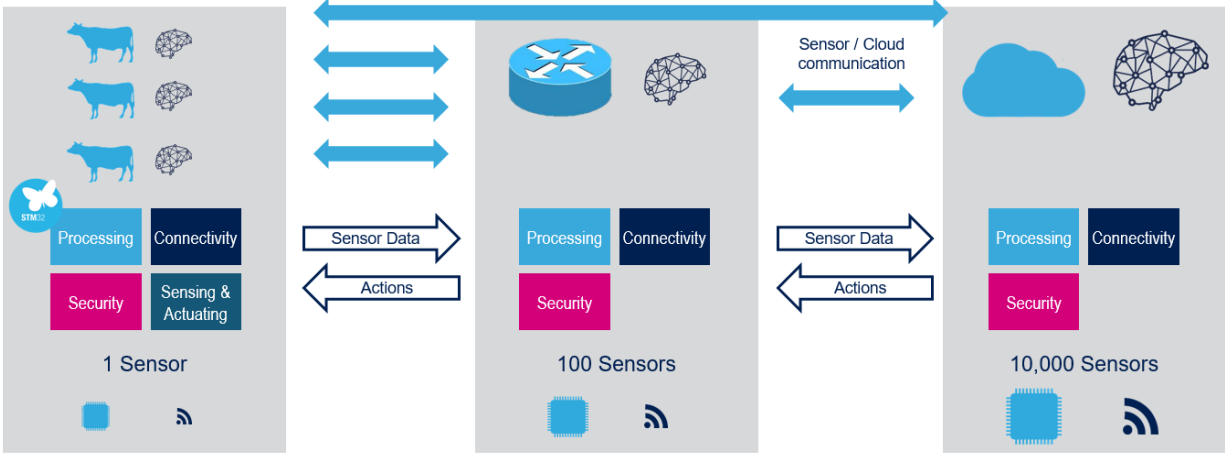 Sensor / Cloud
communication
STM32
Processing
Connectivity
Security
Sensing &
Actuating
1 Sensor
Sensor Data
Actions
Processing
Connectivity
Security
100 Sensors
Sensor Data
Actions
Processing
Connectivity
Security
10,000 Sensors